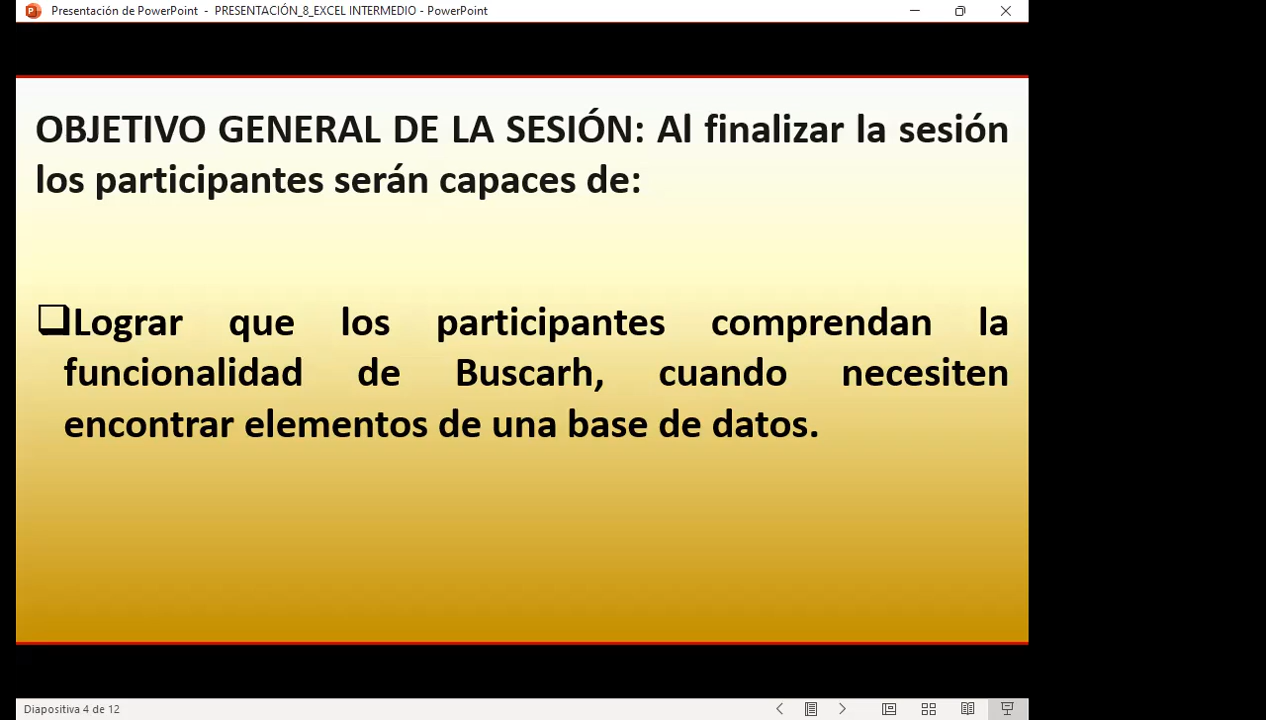 Presentación de PowerPoint - PRESENTACIÓN_8_EXCEL INTERMEDIO - PowerPoint
OBJETIVO GENERAL DE LA SESIÓN: Al finalizar la sesión
los participantes serán capaces de:
Lograr que los participantes comprendan la
funcionalidad de Buscarh, cuando necesiten
encontrar elementos de una base de datos.
Diapositiva 4 de 12